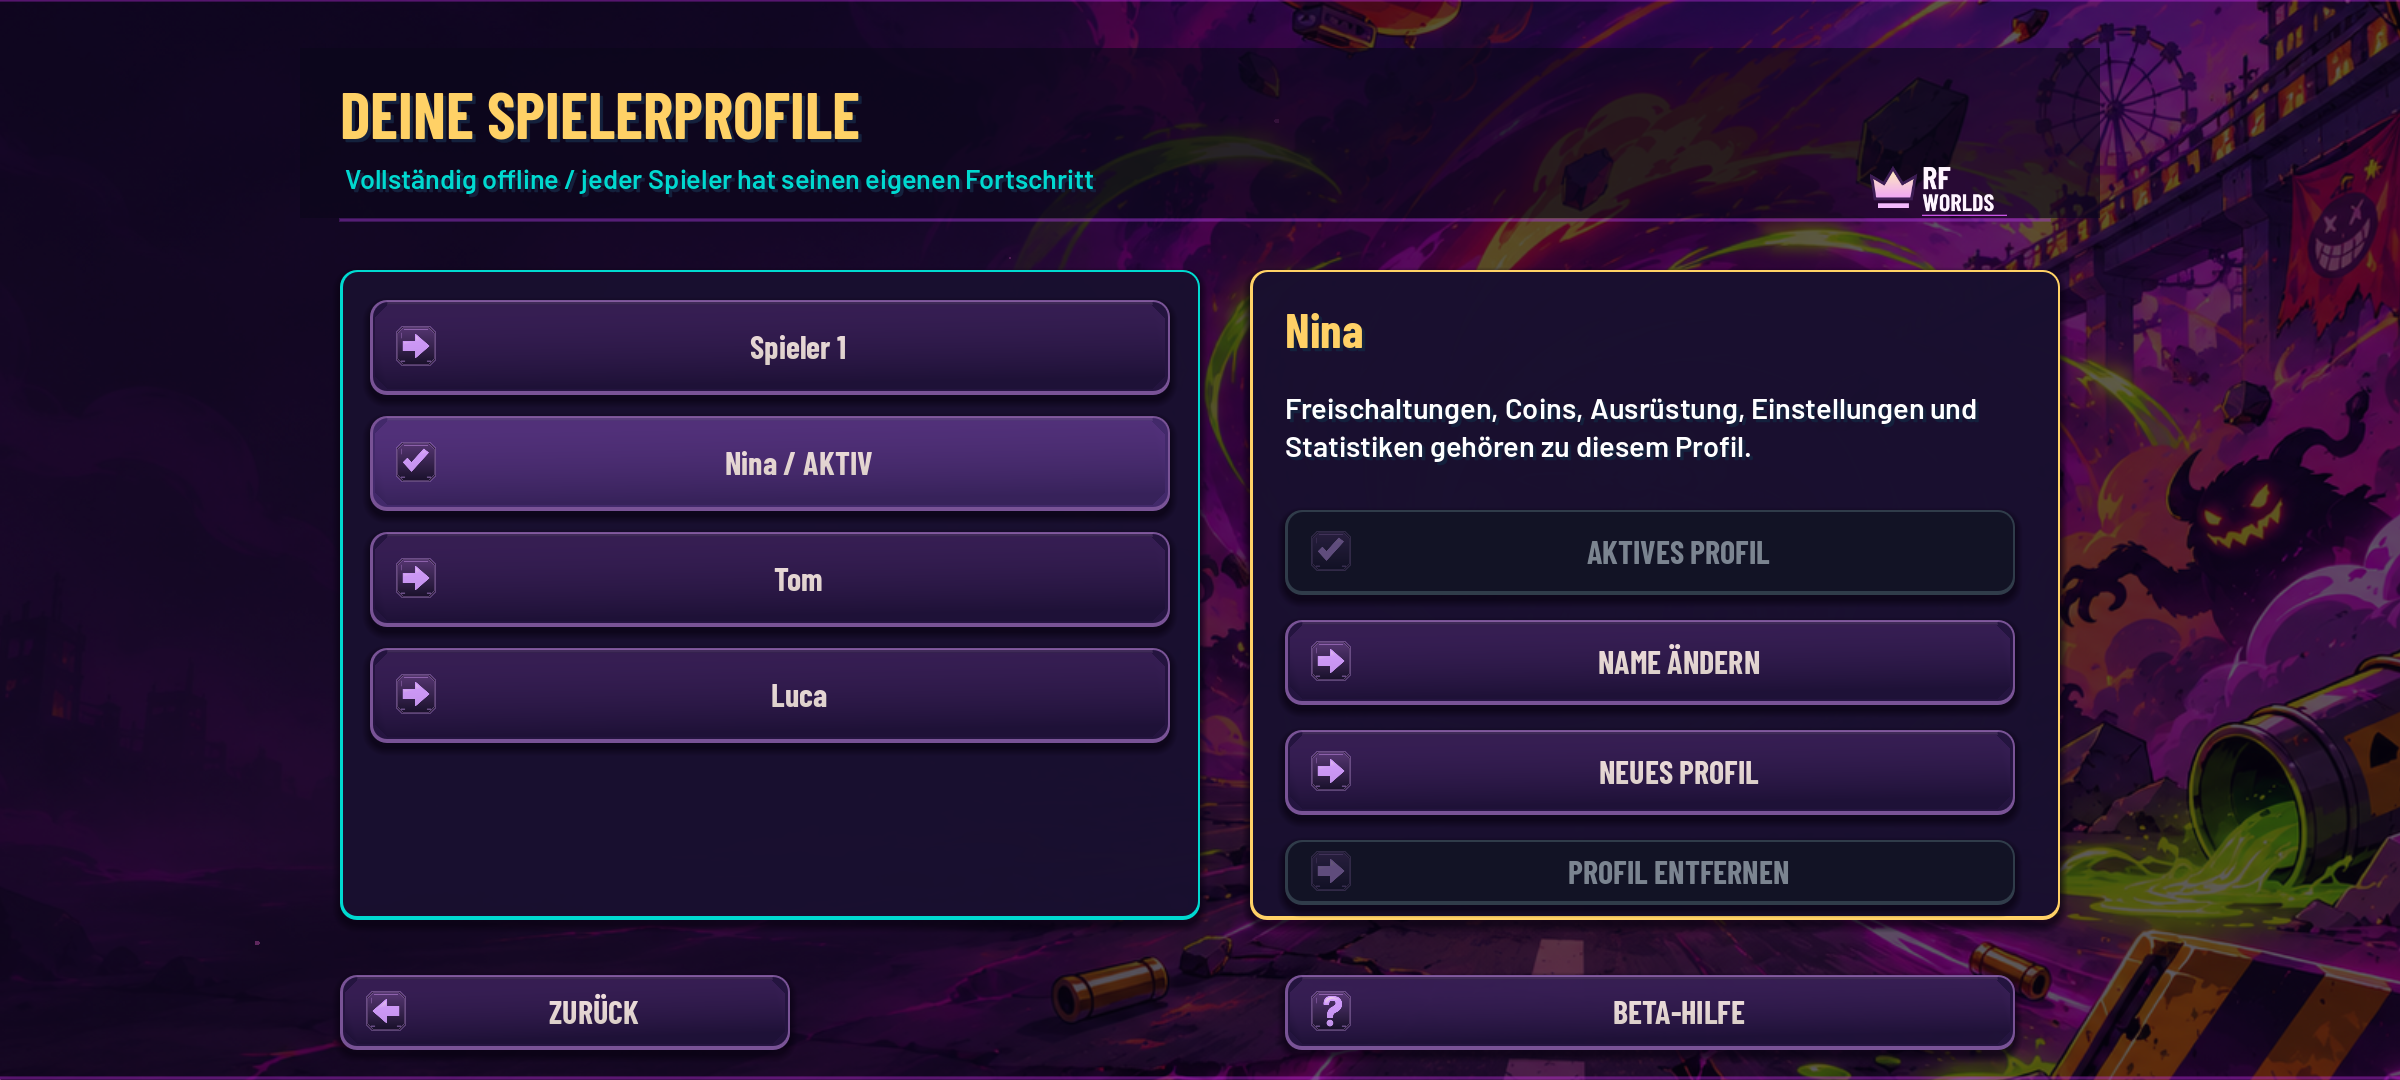 DEINE SPIELERPROFILE
Vollständig offline / jeder Spieler hat seinen eigenen Fortschritt
RF
WORLDS
Spieler 1
Nina / AKTIV
Tom
Luca
Nina
Freischaltungen, Coins, Ausrüstung, Einstellungen und
Statistiken gehören zu diesem Profil.
AKTIVES PROFIL
NAME ÄNDERN
NEUES PROFIL
PROFIL ENTFERNEN
ZURÜCK
BETA-HILFE